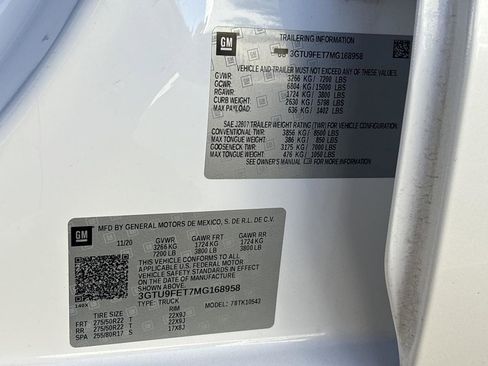 GM
TRAILERING INFORMATION
3GTU9FET7MG168958
VEHICLE AND TRAILER MUST NOT EXCEED ANY OF
GVWR: 3266 KG / 7200 LBS
GCWR: 6804 KG / 15000 LBS
RGAWR: 1724 KG / 3800 LBS
CURB WEIGHT: 2630 KG / 5798 LBS
MAX PAYLOAD: 636 KG / 1402 LBS
SAE J2807 TRAILER WEIGHT RATING (TWR) FOR VEHICLE CONFIGURATION.
CONVENTIONAL TWR: 3856 KG / 8500 LBS
MAX TONGUE WEIGHT: 386 KG / 850 LBS
GOOSENECK TWR: 3175 KG / 7000 LBS
MAX TONGUE WEIGHT: 476 KG / 1050 LBS
SEE OWNER'S MANUAL
GM
MFD BY GENERAL MOTORS DE MEXICO, S. DE R.L. DE C.V.
11/20 GVWR GAWR FRT GAWR RR
3266 KG 1724 KG 1724 KG
7200 LB 3800 LB 3800 LB
THIS VEHICLE CONFORMS TO ALL
APPLICABLE U.S. FEDERAL MOTOR
VEHICLE SAFETY STANDARDS IN EFFECT ON
THE DATE OF MANUFACTURE SHOWN ABOVE.
3GTU9FET7MG168958
140X TYPE: TRUCK MODEL: 78TK10543
TIRE SIZE RIM
FRT 275/50R22 T 22X9J
RR 275/50R22 T 22X9J
SPA 255/80R17 S 17X8J